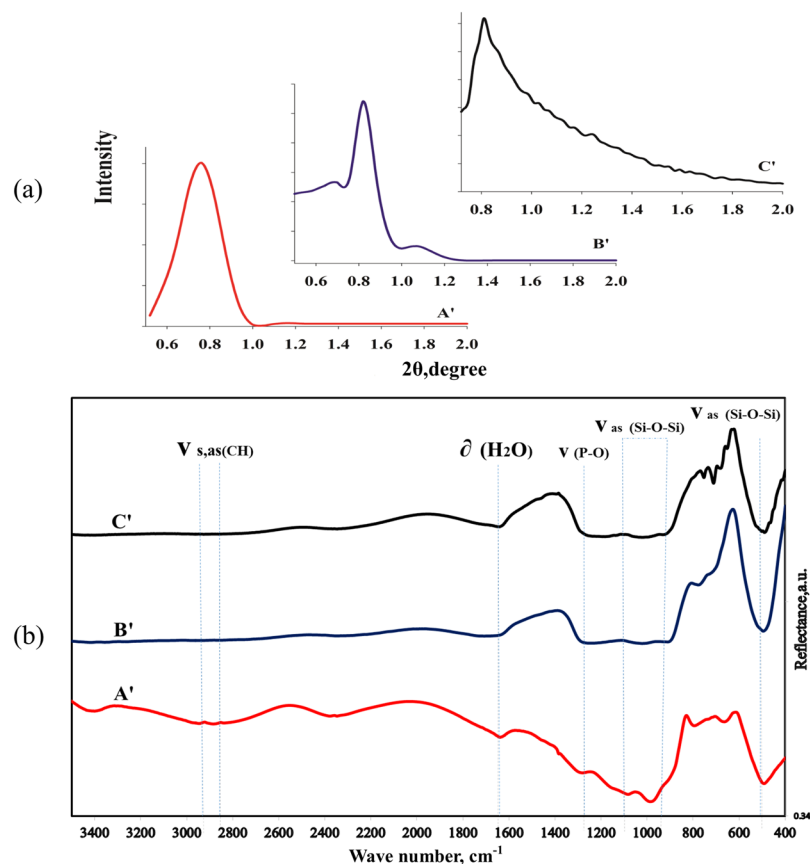 (a)
Intensity
C'
0.8 1.0 1.2 1.4 1.6 1.8 2.0
B'
0.6 0.8 1.0 1.2 1.4 1.6 1.8 2.0
A'
0.6 0.8 1.0 1.2 1.4 1.6 1.8 2.0
2θ,degree
(b)
ν s,as(CH)
∂ (H2O)
ν (P-O)
ν as (Si-O-Si)
ν as (Si-O-Si)
C'
B'
A'
Reflectance,a.u.
0.34
3400 3200 3000 2800 2600 2400 2200 2000 1800 1600 1400 1200 1000 800 600 400
Wave number, cm-1